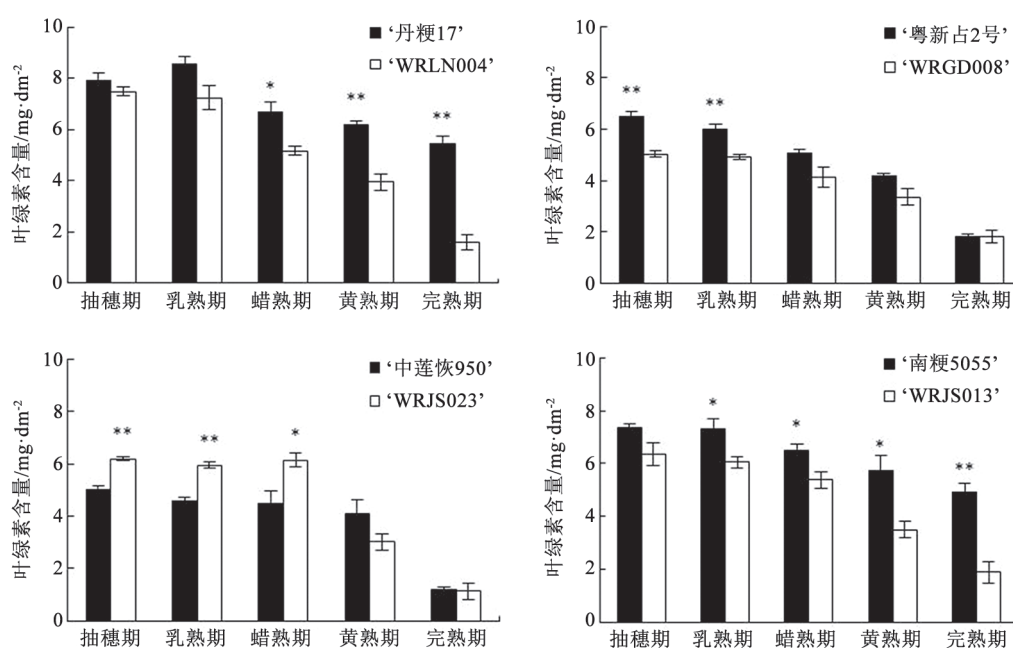 叶绿素含量/mg·dm-2
10
8
6
4
2
0
'丹粳17'
'WRLN004'
*
**
**
抽穗期 乳熟期 蜡熟期 黄熟期 完熟期
叶绿素含量/mg·dm-2
10
8
6
4
2
0
'粤新占2号'
'WRGD008'
**
**
抽穗期 乳熟期 蜡熟期 黄熟期 完熟期
叶绿素含量/mg·dm-2
10
8
6
4
2
0
'中莲恢950'
'WRJS023'
**
**
*
抽穗期 乳熟期 蜡熟期 黄熟期 完熟期
叶绿素含量/mg·dm-2
10
8
6
4
2
0
'南粳5055'
'WRJS013'
*
*
*
**
抽穗期 乳熟期 蜡熟期 黄熟期 完熟期